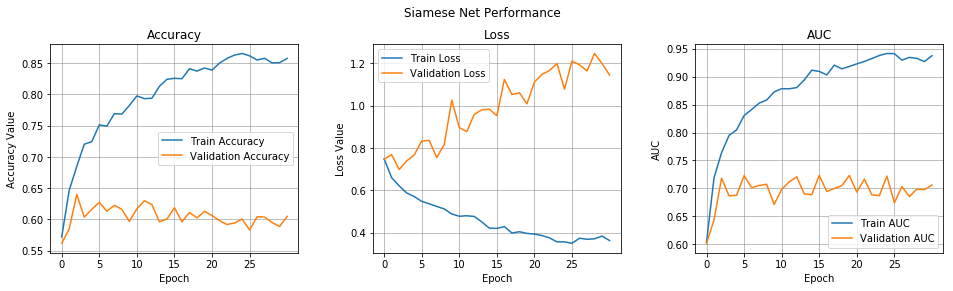 Siamese Net Performance
Accuracy
Accuracy Value
0.85
0.80
0.75
0.70
0.65
0.60
0.55
Train Accuracy
Validation Accuracy
0 5 10 15 20 25
Epoch
Loss
Loss Value
1.2
1.0
0.8
0.6
0.4
Train Loss
Validation Loss
0 5 10 15 20 25
Epoch
AUC
AUC
0.95
0.90
0.85
0.80
0.75
0.70
0.65
0.60
Train AUC
Validation AUC
0 5 10 15 20 25
Epoch